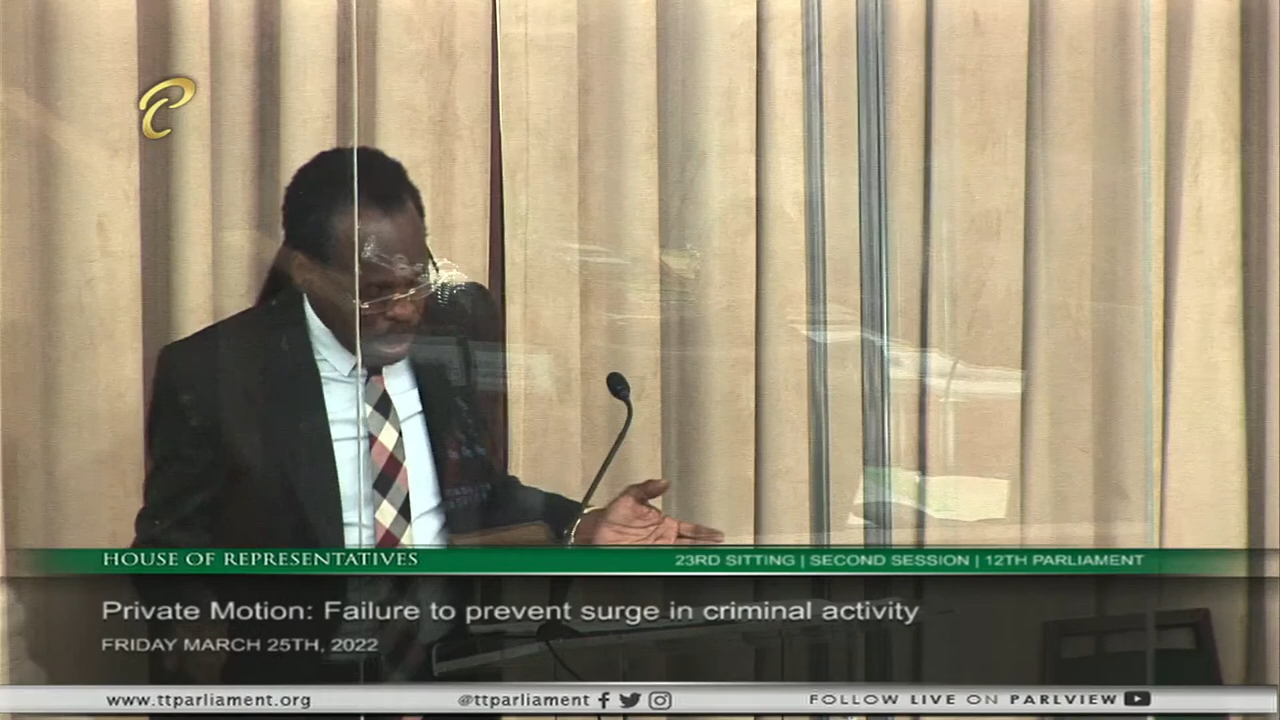 HOUSE OF REPRESENTATIVES
23RD SITTING | SECOND SESSION | 12TH PARLIAMENT
Private Motion: Failure to prevent surge in criminal activity
FRIDAY MARCH 25TH, 2022
www.ttparliament.org
@ttparliament
FOLLOW LIVE ON PARLVIEW